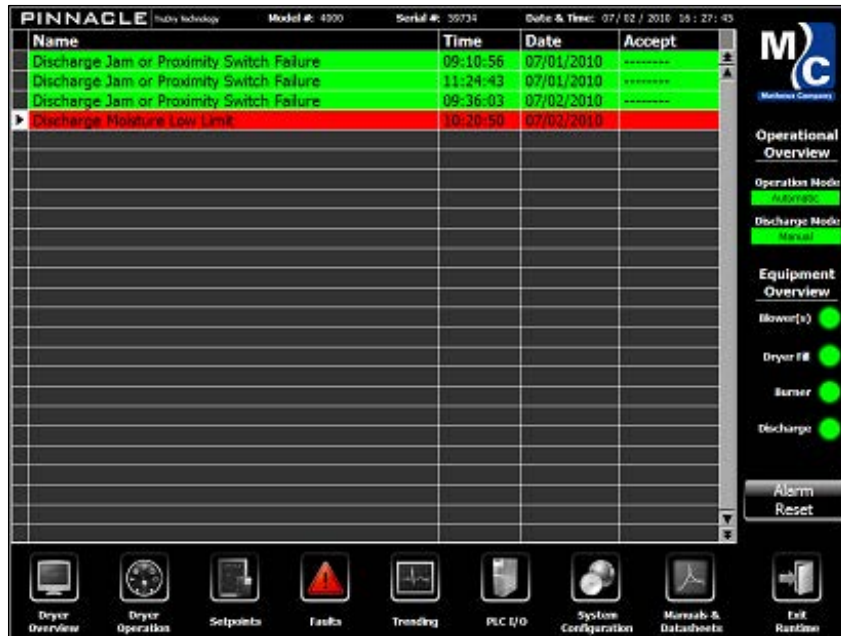 PINNACLE TruDry Technology Model #: 4000 Serial #: 39734 Date & Time: 07/02/2010 16:27:43
Name Time Date Accept
Discharge Jam or Proximity Switch Failure 09:10:56 07/01/2010 --------
Discharge Jam or Proximity Switch Failure 11:24:43 07/01/2010 --------
Discharge Jam or Proximity Switch Failure 09:36:03 07/02/2010 --------
Discharge Moisture Low Limit 10:20:50 07/02/2010
M C
Mathews Company
Operational
Overview
Operation Mode
Automatic
Discharge Mode
Manual
Equipment
Overview
Blower(s)
Dryer Fill
Burner
Discharge
Alarm
Reset
Dryer
Overview
Dryer
Operation
Setpoints
Faults
Trending
PLC I/O
System
Configuration
Manuals &
Datasheets
Exit
Runtime